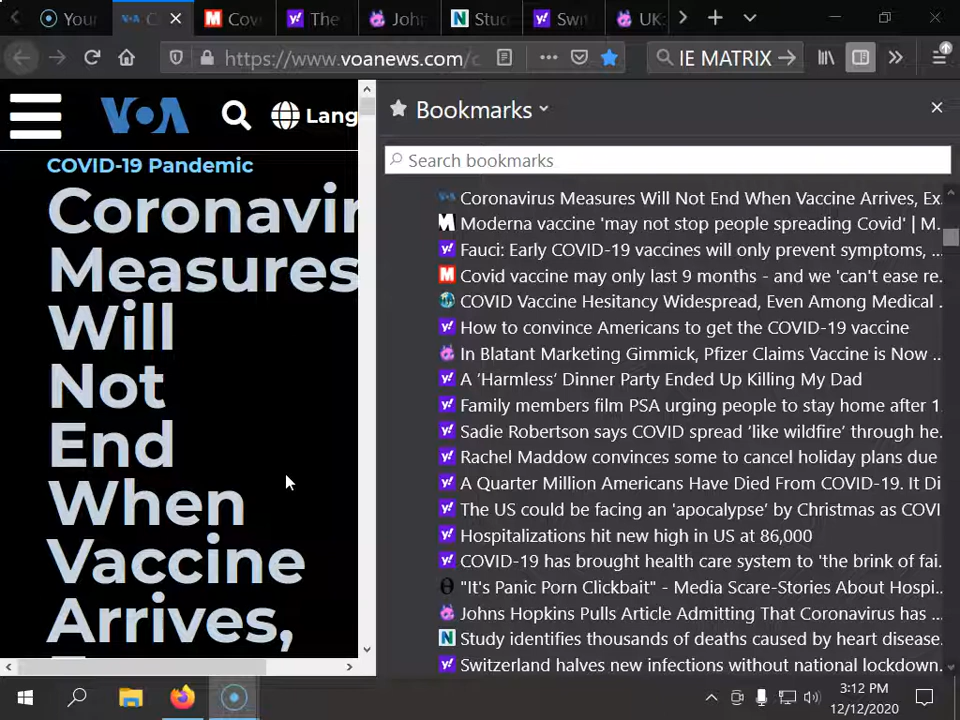 Your
C
Cov
The
John
Stud
Swit
UK:
https://www.voanews.com/c
IE MATRIX
VOA
Lang
Bookmarks
Search bookmarks
COVID-19 Pandemic
Coronavir
Measures
Will
Not
End
When
Vaccine
Arrives,
Coronavirus Measures Will Not End When Vaccine Arrives, Ex...
Moderna vaccine 'may not stop people spreading Covid' | M...
Fauci: Early COVID-19 vaccines will only prevent symptoms, ...
Covid vaccine may only last 9 months - and we 'can't ease re...
COVID Vaccine Hesitancy Widespread, Even Among Medical ...
How to convince Americans to get the COVID-19 vaccine
In Blatant Marketing Gimmick, Pfizer Claims Vaccine is Now ...
A ‘Harmless’ Dinner Party Ended Up Killing My Dad
Family members film PSA urging people to stay home after 1...
Sadie Robertson says COVID spread ‘like wildfire’ through he...
Rachel Maddow convinces some to cancel holiday plans due
A Quarter Million Americans Have Died From COVID-19. It Di
The US could be facing an 'apocalypse' by Christmas as COVI
Hospitalizations hit new high in US at 86,000
COVID-19 has brought health care system to 'the brink of fai...
"It's Panic Porn Clickbait" - Media Scare-Stories About Hospi...
Johns Hopkins Pulls Article Admitting That Coronavirus has ...
Study identifies thousands of deaths caused by heart disease...
Switzerland halves new infections without national lockdown...
3:12 PM
12/12/2020